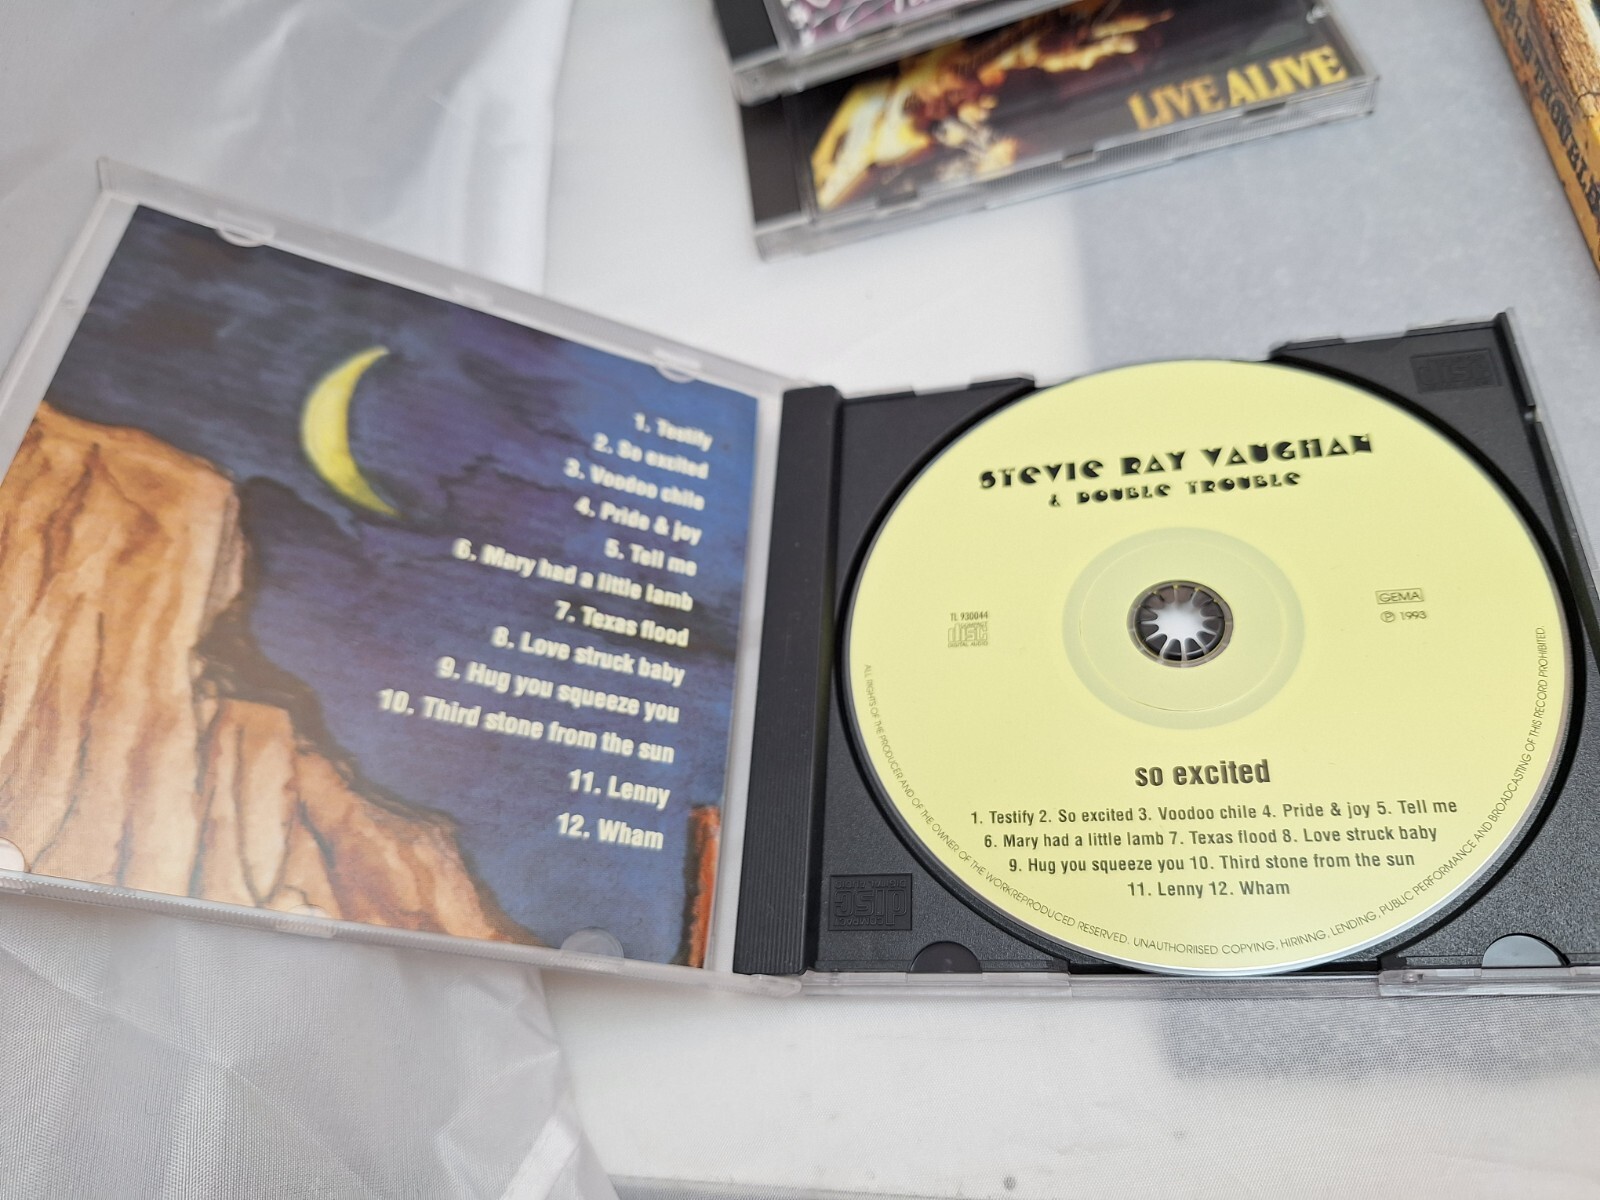 LIVE ALIVE
1. Testify
2. So excited
3. Voodoo chile
4. Pride & joy
5. Tell me
6. Mary had a little lamb
7. Texas flood
8. Love struck baby
9. Hug you squeeze you
10. Third stone from the sun
11. Lenny
12. Wham
STEVIE RAY VAUGHAN
& DOUBLE TROUBLE
TL 930044
COMPACT
disc
DIGITAL AUDIO
GEMA
℗ 1993
so excited
1. Testify 2. So excited 3. Voodoo chile 4. Pride & joy 5. Tell me
6. Mary had a little lamb 7. Texas flood 8. Love struck baby
9. Hug you squeeze you 10. Third stone from the sun
11. Lenny 12. Wham
ALL RIGHTS OF THE PRODUCER AND OF THE OWNER OF THE WORKREPRODUCED RESERVED. UNAUTHORIISED COPYING, HIRINNG, LENDING, PUBLIC PERFORMANCE AND BROADCASTING OF THIS RECORD PROHIBITED.
disc
disc